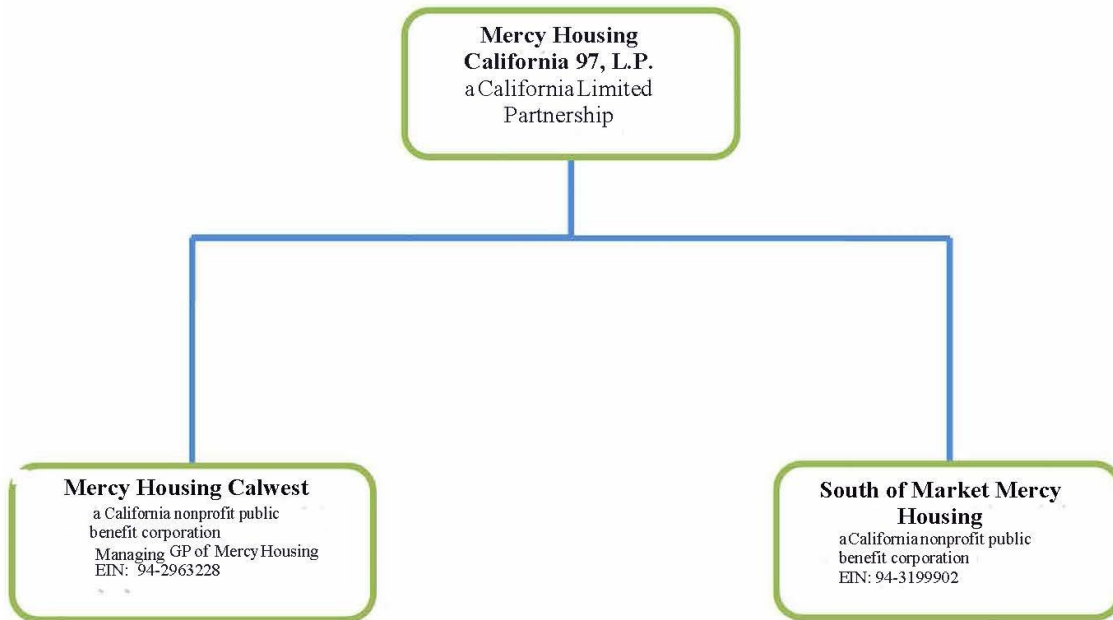 Mercy Housing
California 97, L.P.
a California Limited
Partnership
Mercy Housing Calwest
a California nonprofit public
benefit corporation
Managing GP of Mercy Housing
EIN: 94-2963228
South of Market Mercy
Housing
a California nonprofit public
benefit corporation
EIN: 94-3199902